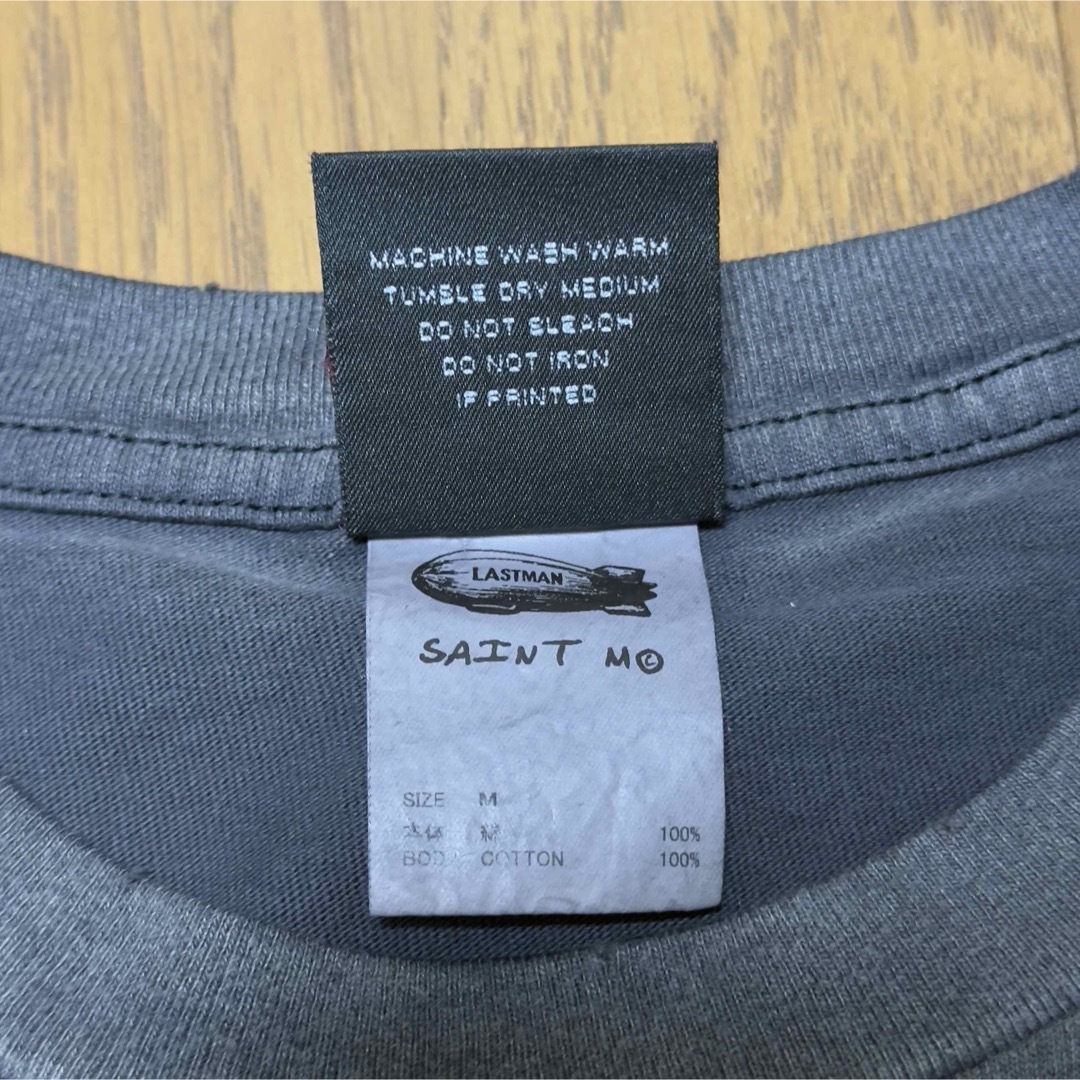 MACHINE WASH WARM
TUMBLE DRY MEDIUM
DO NOT BLEACH
DO NOT IRON
IF PRINTED
LASTMAN
SAINT M©
SIZE M
本体 綿 100%
BODY COTTON 100%